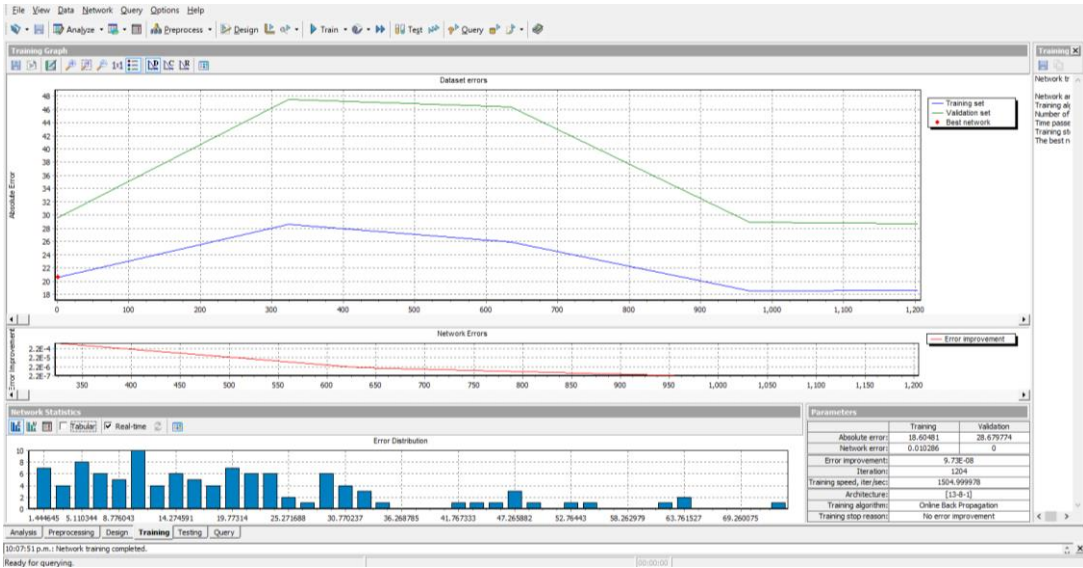 File View Data Network Query Options Help
Analyze Preprocess Design Train Test Query
Training Graph
1x1
Dataset errors
Absolute Error
48
46
44
42
40
38
36
34
32
30
28
26
24
22
20
18
0 100 200 300 400 500 600 700 800 900 1,000 1,100 1,200
Training set
Validation set
Best network
Network Errors
Error improvement
2.2E-4
2.2E-5
2.2E-6
2.2E-7
350 400 450 500 550 600 650 700 750 800 850 900 950 1,000 1,050 1,100 1,150 1,200
Error improvement
Network Statistics
Tabular Real-time
Error Distribution
10
8
6
4
2
0
1.444645 5.110344 8.776043 14.274591 19.77314 25.271688 30.770237 36.268785 41.767333 47.265882 52.76443 58.262979 63.761527 69.260075
Parameters
Training Validation
Absolute error: 18.60481 28.679774
Network error: 0.010286 0
Error improvement: 9.73E-08
Iteration: 1204
Training speed, iter/sec: 1504.999978
Architecture: [13-8-1]
Training algorithm: Online Back Propagation
Training stop reason: No error improvement
Training
Network tr
Network ar
Training alg
Number of
Time passe
Training sto
The best n
Analysis Preprocessing Design Training Testing Query
10:07:51 p.m.: Network training completed.
Ready for querying.
00:00:00